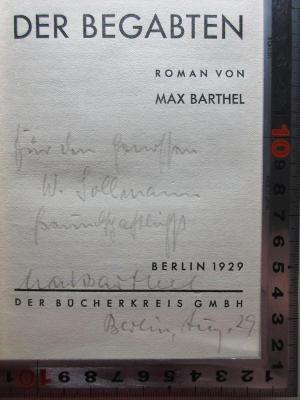 DER BEGABTEN
ROMAN VON
MAX BARTHEL
Für den Genossen
W. Sollmann
freundschaftlichst
BERLIN 1929
Max Barthel
DER BÜCHERKREIS GMBH
Berlin, Aug. 29